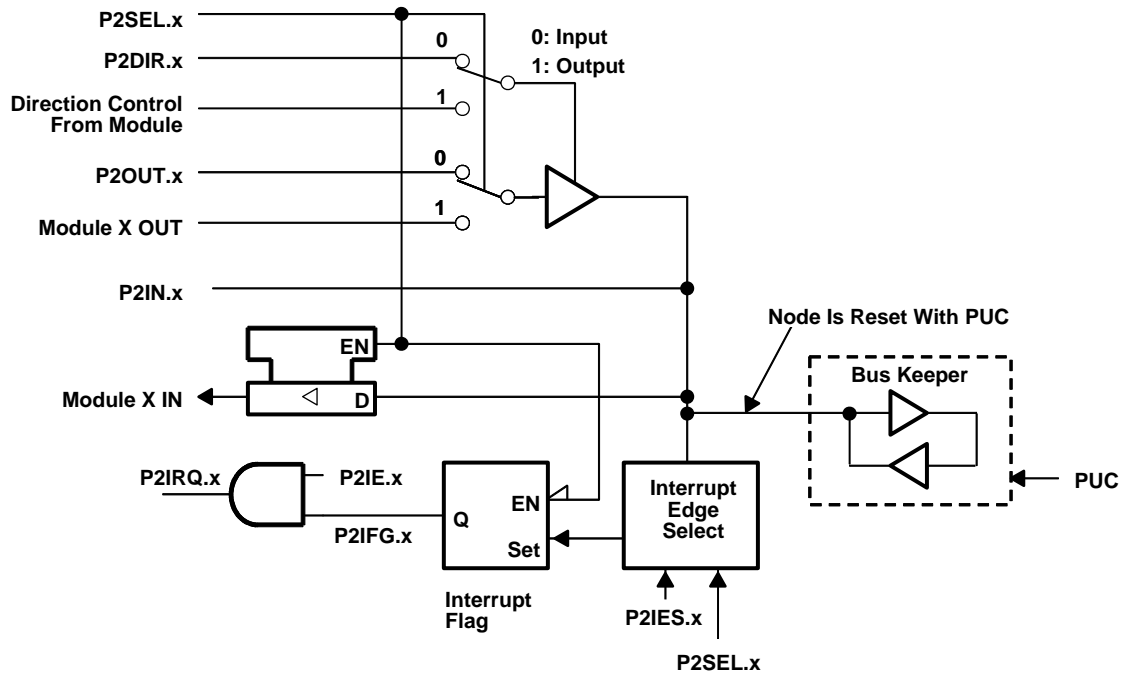 P2SEL.x
0
P2DIR.x
0: Input
1: Output
Direction Control
From Module
1
0
P2OUT.x
1
Module X OUT
P2IN.x
Node Is Reset With PUC
EN
Bus Keeper
Module X IN
D
P2IRQ.x
P2IE.x
P2IFG.x
Q
EN
Set
Interrupt
Edge
Select
PUC
Interrupt
Flag
P2IES.x
P2SEL.x